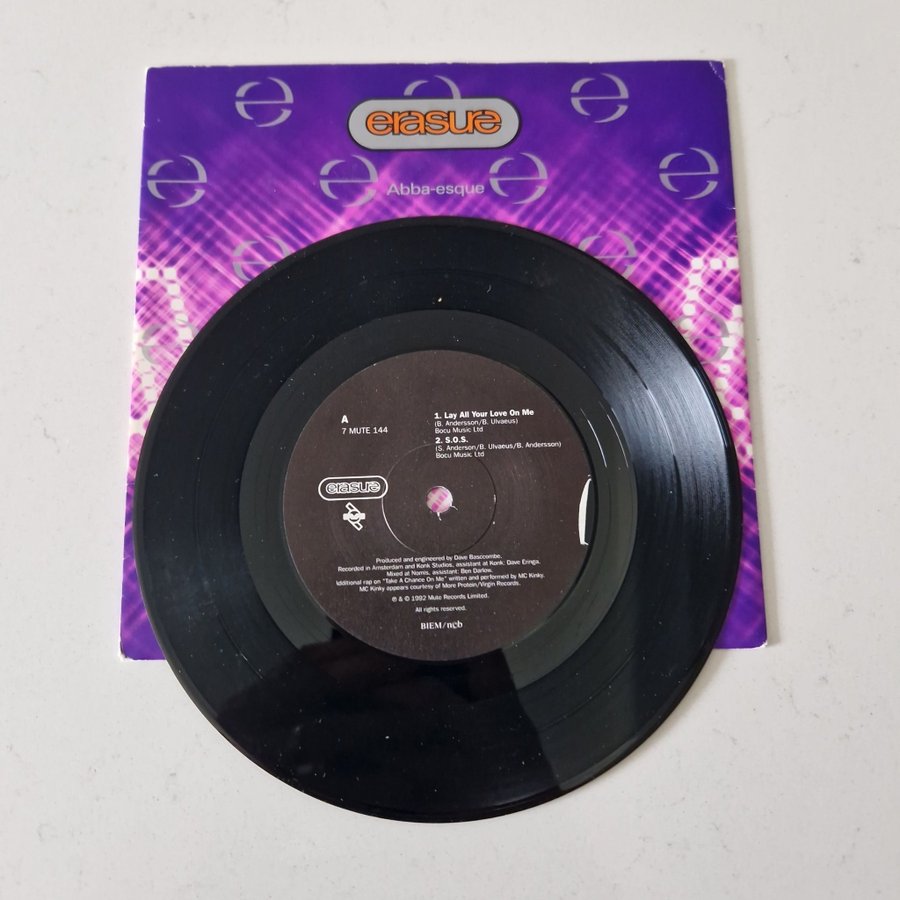 erasure
Abba-esque
A
7 MUTE 144
1. Lay All Your Love On Me
(B. Andersson/B. Ulvaeus)
Bocu Music Ltd
2. S.O.S.
(S. Anderson/B. Ulvaeus/B. Andersson)
Bocu Music Ltd
erasure
Produced and engineered by Dave Bascombe.
Recorded in Amsterdam and Konk Studios, assistant at Konk: Dave Eringa.
Mixed at Nomis, assistant: Ben Darlow.
Additional rap on "Take A Chance On Me" written and performed by MC Kinky.
MC Kinky appears courtesy of More Protein/Virgin Records.
℗ & © 1992 Mute Records Limited.
All rights reserved.
BIEM/ncb